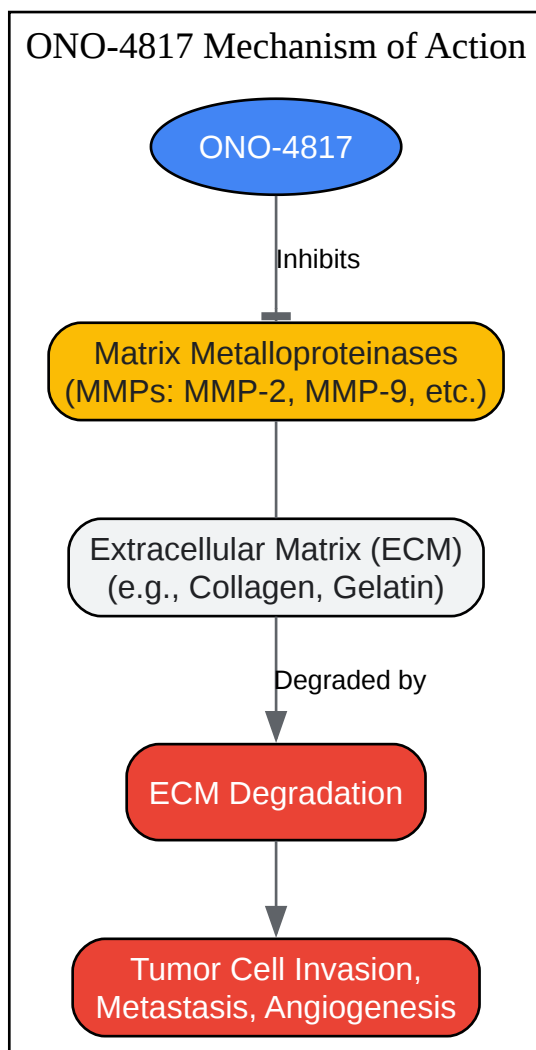 ONO-4817 Mechanism of Action
ONO-4817
Inhibits
Matrix Metalloproteinases
(MMPs: MMP-2, MMP-9, etc.)
Extracellular Matrix (ECM)
(e.g., Collagen, Gelatin)
Degraded by
ECM Degradation
Tumor Cell Invasion,
Metastasis, Angiogenesis